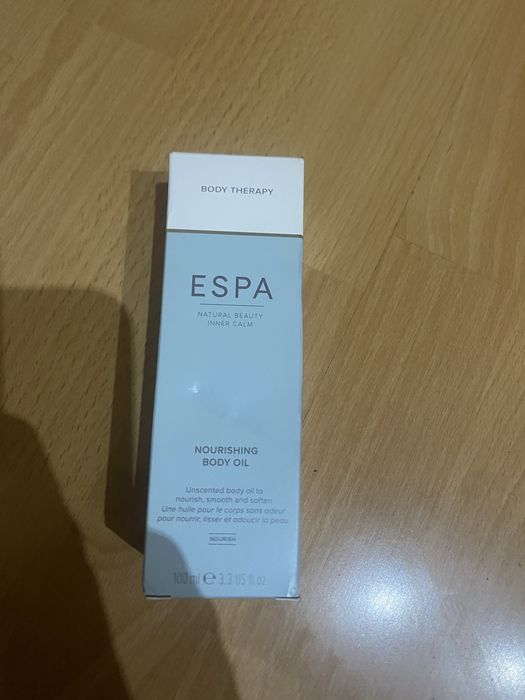 BODY THERAPY
ESPA
NATURAL BEAUTY
INNER CALM
NOURISHING
BODY OIL
Unscented body oil to
nourish, smooth and soften
Une huile pour le corps sans odeur
pour nourrir, lisser et adoucir la peau
NOURISH
100 ml ℮ 3.3 US fl.oz.